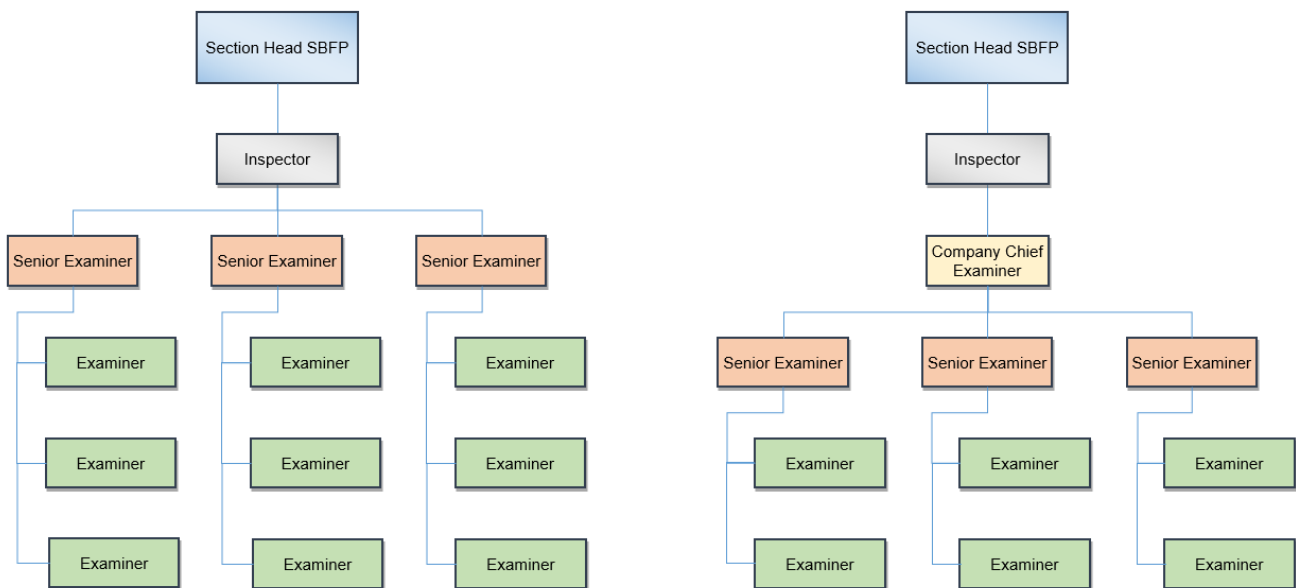 Section Head SBFP
Inspector
Senior Examiner
Senior Examiner
Senior Examiner
Examiner
Examiner
Examiner
Examiner
Examiner
Examiner
Examiner
Examiner
Examiner
Section Head SBFP
Inspector
Company Chief
Examiner
Senior Examiner
Senior Examiner
Senior Examiner
Examiner
Examiner
Examiner
Examiner
Examiner
Examiner